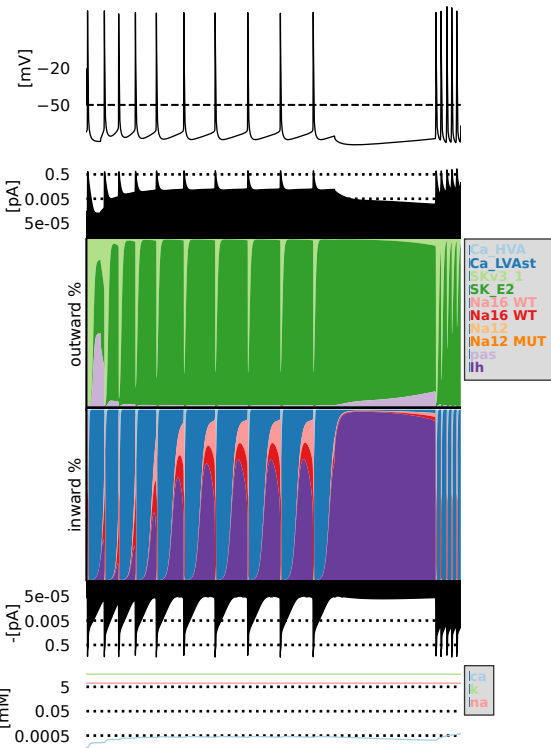 [mV]
−20
−50
[pA]
0.5
0.005
5e-05
outward %
Ca_HVA
Ca_LVAst
SKv3_1
SK_E2
Na16 WT
Na16 WT
Na12
Na12 MUT
pas
Ih
inward %
-[pA]
5e-05
0.005
0.5
[mM]
5
0.05
0.0005
ca
k
na